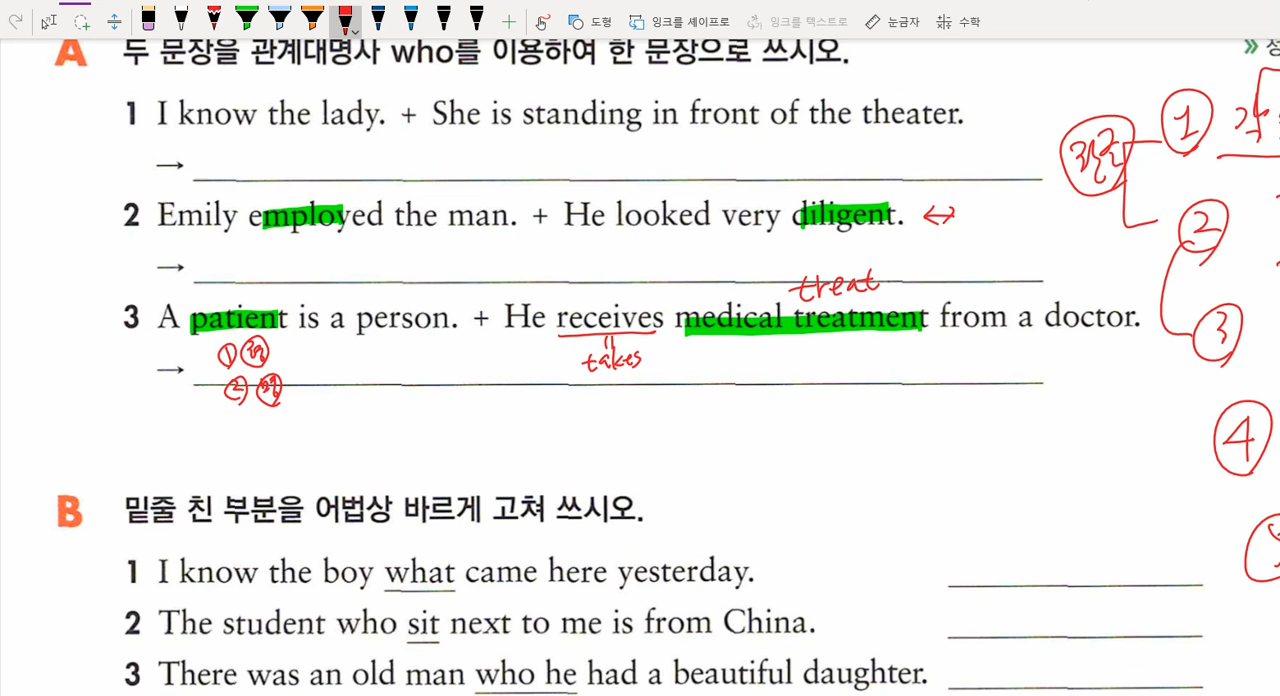 도형 잉크를 셰이프로 잉크를 텍스트로 눈금자 수학
A 두 문장을 관계대명사 who를 이용하여 한 문장으로 쓰시오.
1 I know the lady. + She is standing in front of the theater.
→
①
2 Emily employed the man. + He looked very diligent. ↔
→
②
treat
3 A patient is a person. + He receives medical treatment from a doctor.
③
① 형
takes
→
② 명
④
B 밑줄 친 부분을 어법상 바르게 고쳐 쓰시오.
1 I know the boy what came here yesterday.
2 The student who sit next to me is from China.
3 There was an old man who he had a beautiful daughter.